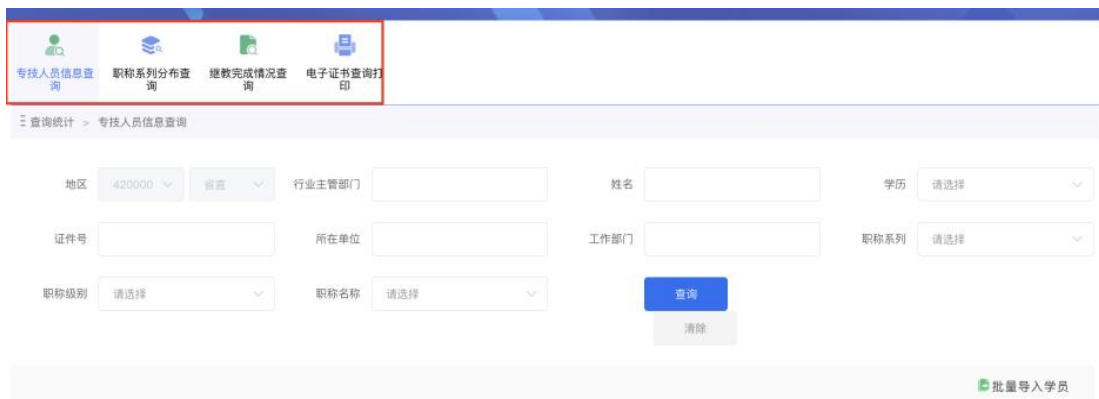 专技人员信息查询
职称系列分布查询
继教完成情况查询
电子证书查询打印
查询统计 > 专技人员信息查询
地区 420000 省直 行业主管部门 姓名 学历 请选择
证件号 所在单位 工作部门 职称系列 请选择
职称级别 请选择 职称名称 请选择 查询
清除
批量导入学员